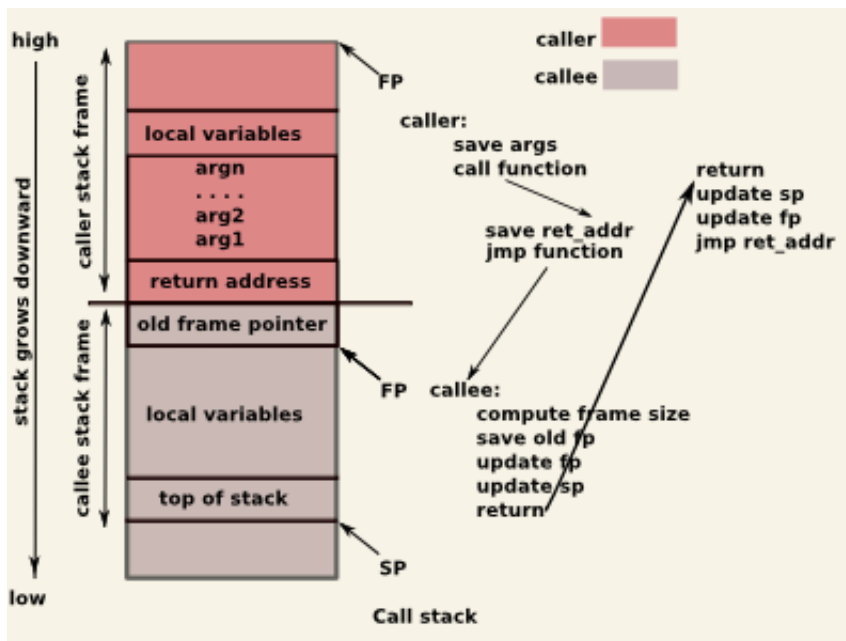 high
caller
callee
FP
caller stack frame
local variables
argn
. . . .
arg2
arg1
return address
stack grows downward
callee stack frame
old frame pointer
FP
local variables
top of stack
SP
low
caller:
save args
call function
save ret_addr
jmp function
callee:
compute frame size
save old fp
update fp
update sp
return
return
update sp
update fp
jmp ret_addr
Call stack